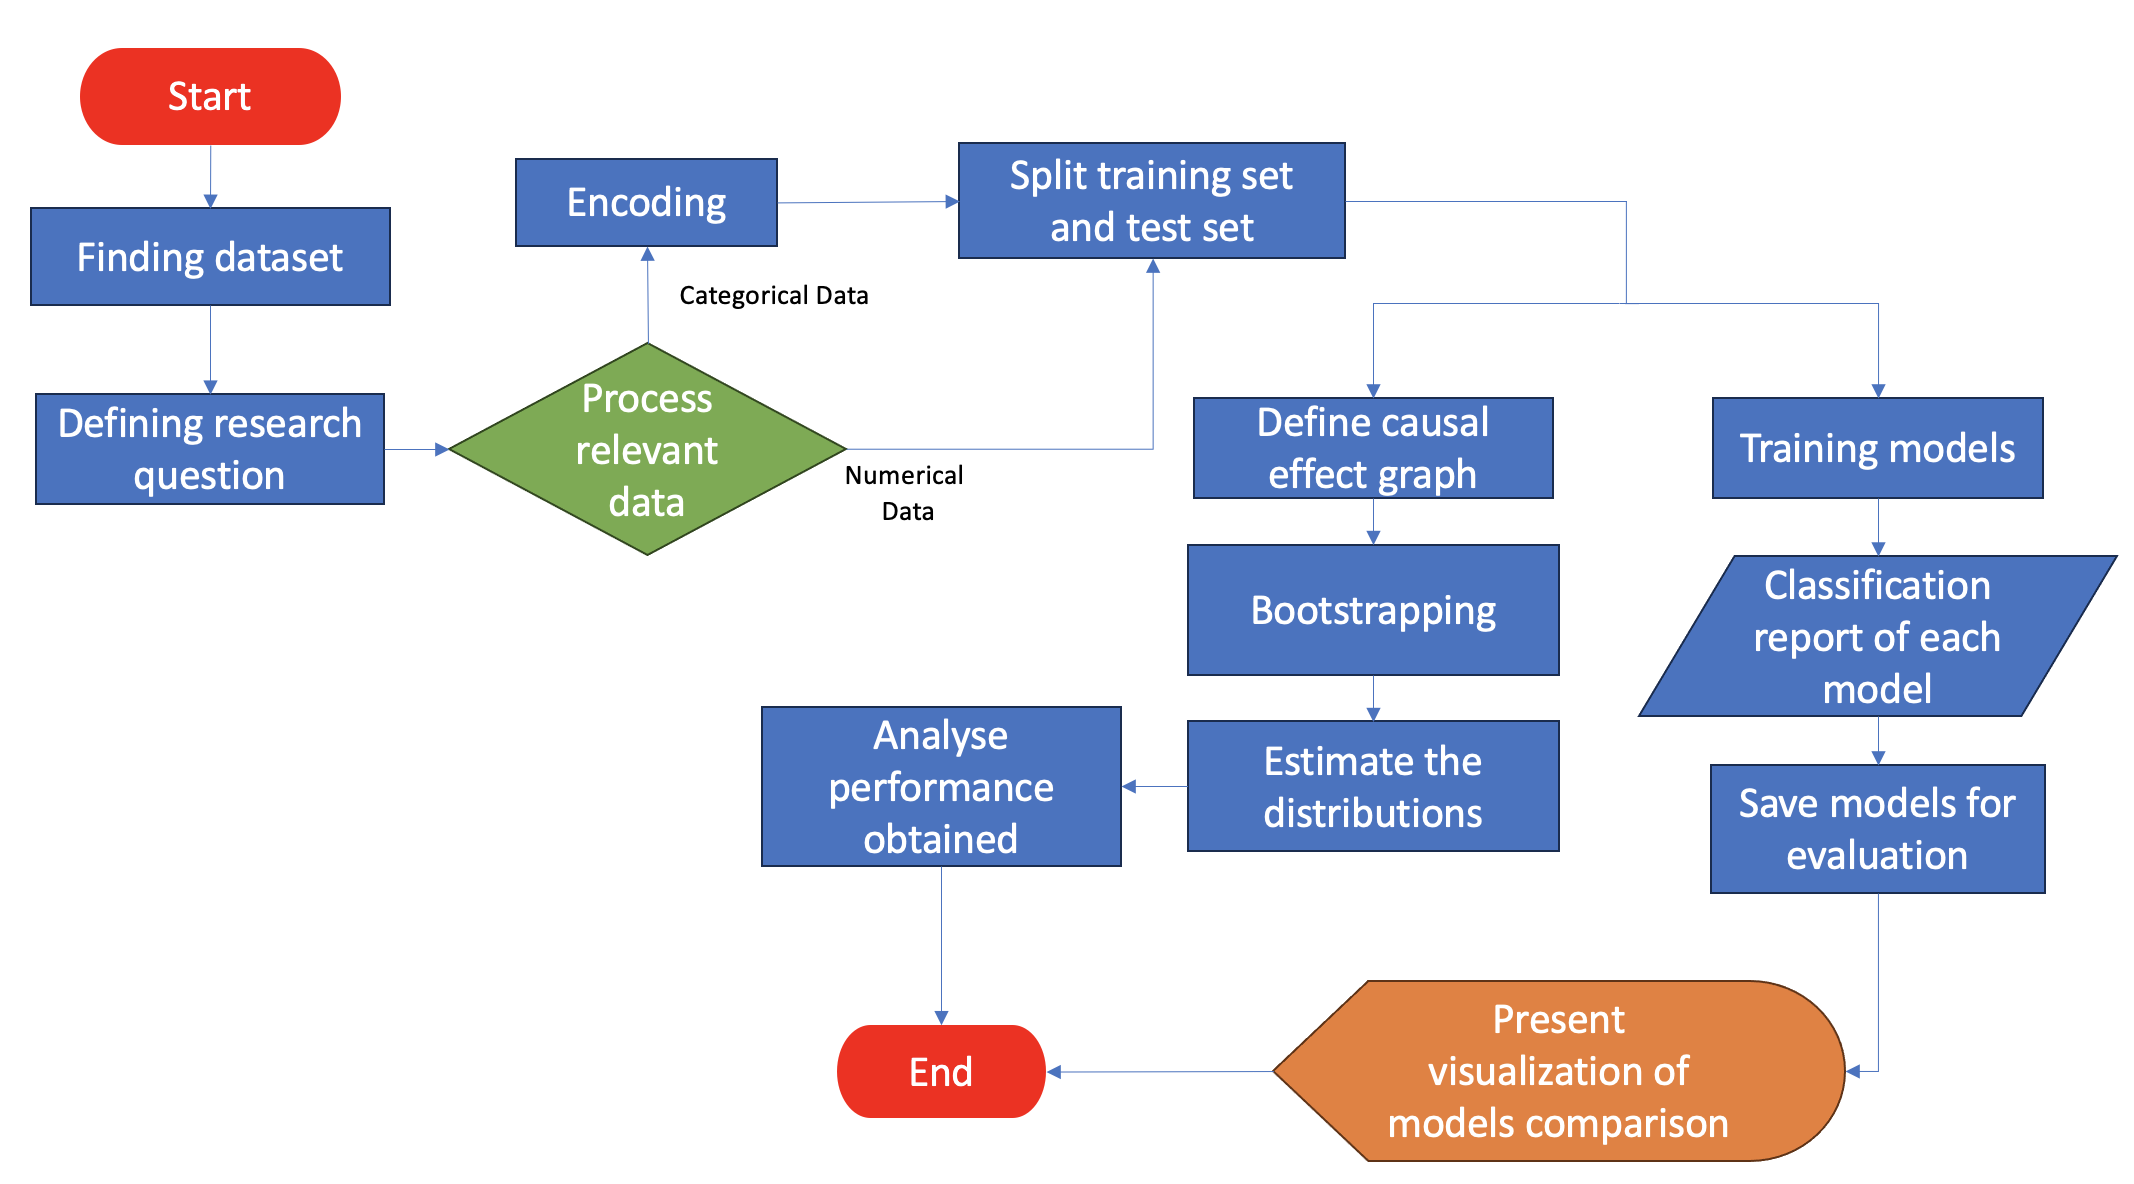 Start
Finding dataset
Defining research
question
Process
relevant
data
Categorical Data
Numerical
Data
Encoding
Split training set
and test set
Define causal
effect graph
Bootstrapping
Estimate the
distributions
Analyse
performance
obtained
Training models
Classification
report of each
model
Save models for
evaluation
Present
visualization of
models comparison
End